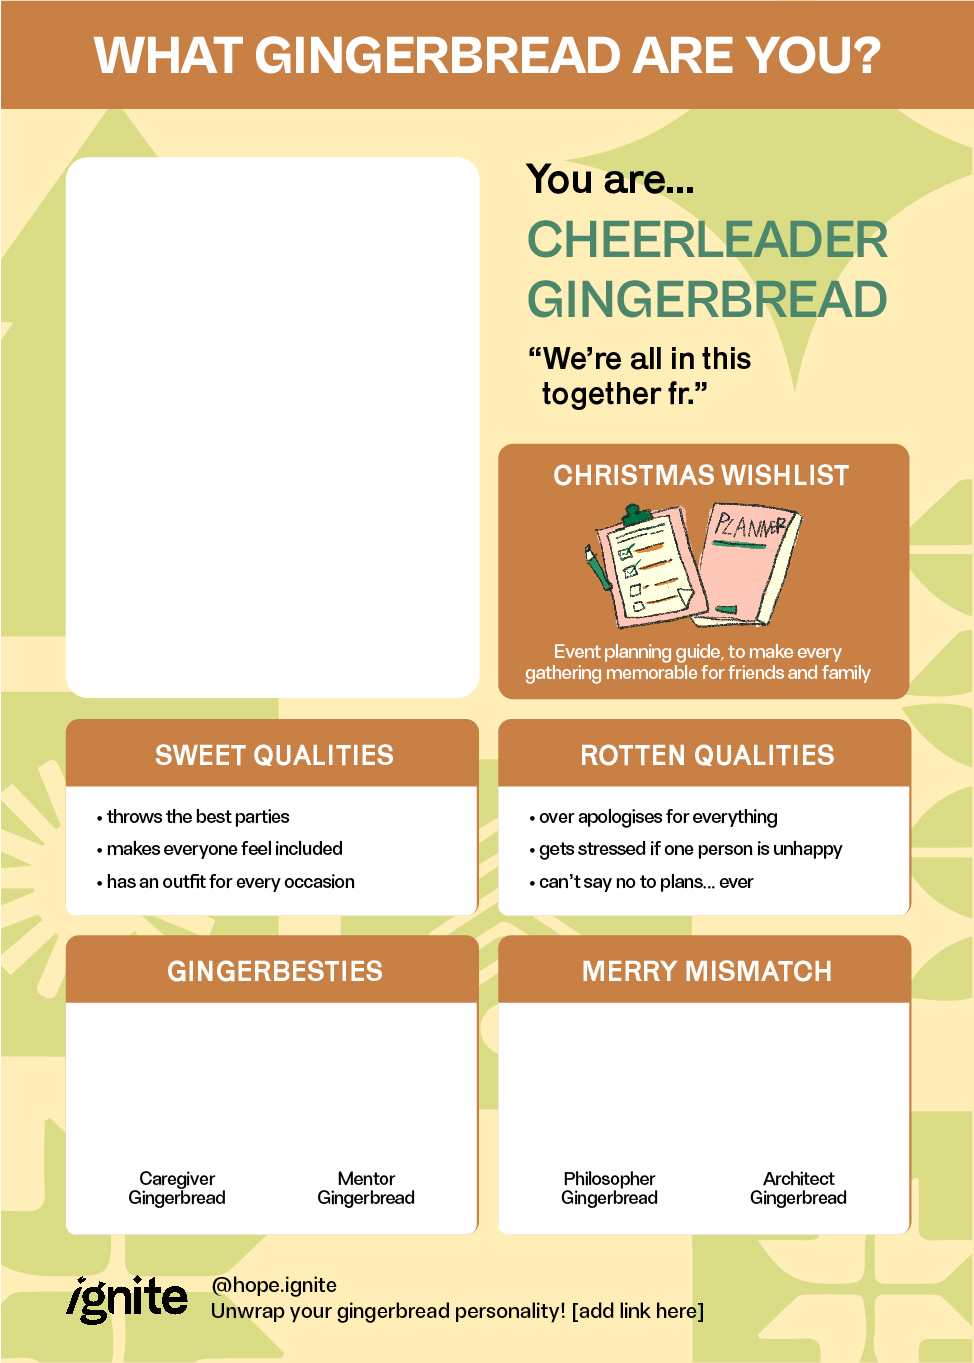 WHAT GINGERBREAD ARE YOU?
You are...
CHEERLEADER
GINGERBREAD
“We’re all in this
together fr.”
CHRISTMAS WISHLIST
PLANNER
Event planning guide, to make every
gathering memorable for friends and family
SWEET QUALITIES
• throws the best parties
• makes everyone feel included
• has an outfit for every occasion
ROTTEN QUALITIES
• over apologises for everything
• gets stressed if one person is unhappy
• can’t say no to plans... ever
GINGERBESTIES
Caregiver
Gingerbread
Mentor
Gingerbread
MERRY MISMATCH
Philosopher
Gingerbread
Architect
Gingerbread
ignite
@hope.ignite
Unwrap your gingerbread personality! [add link here]